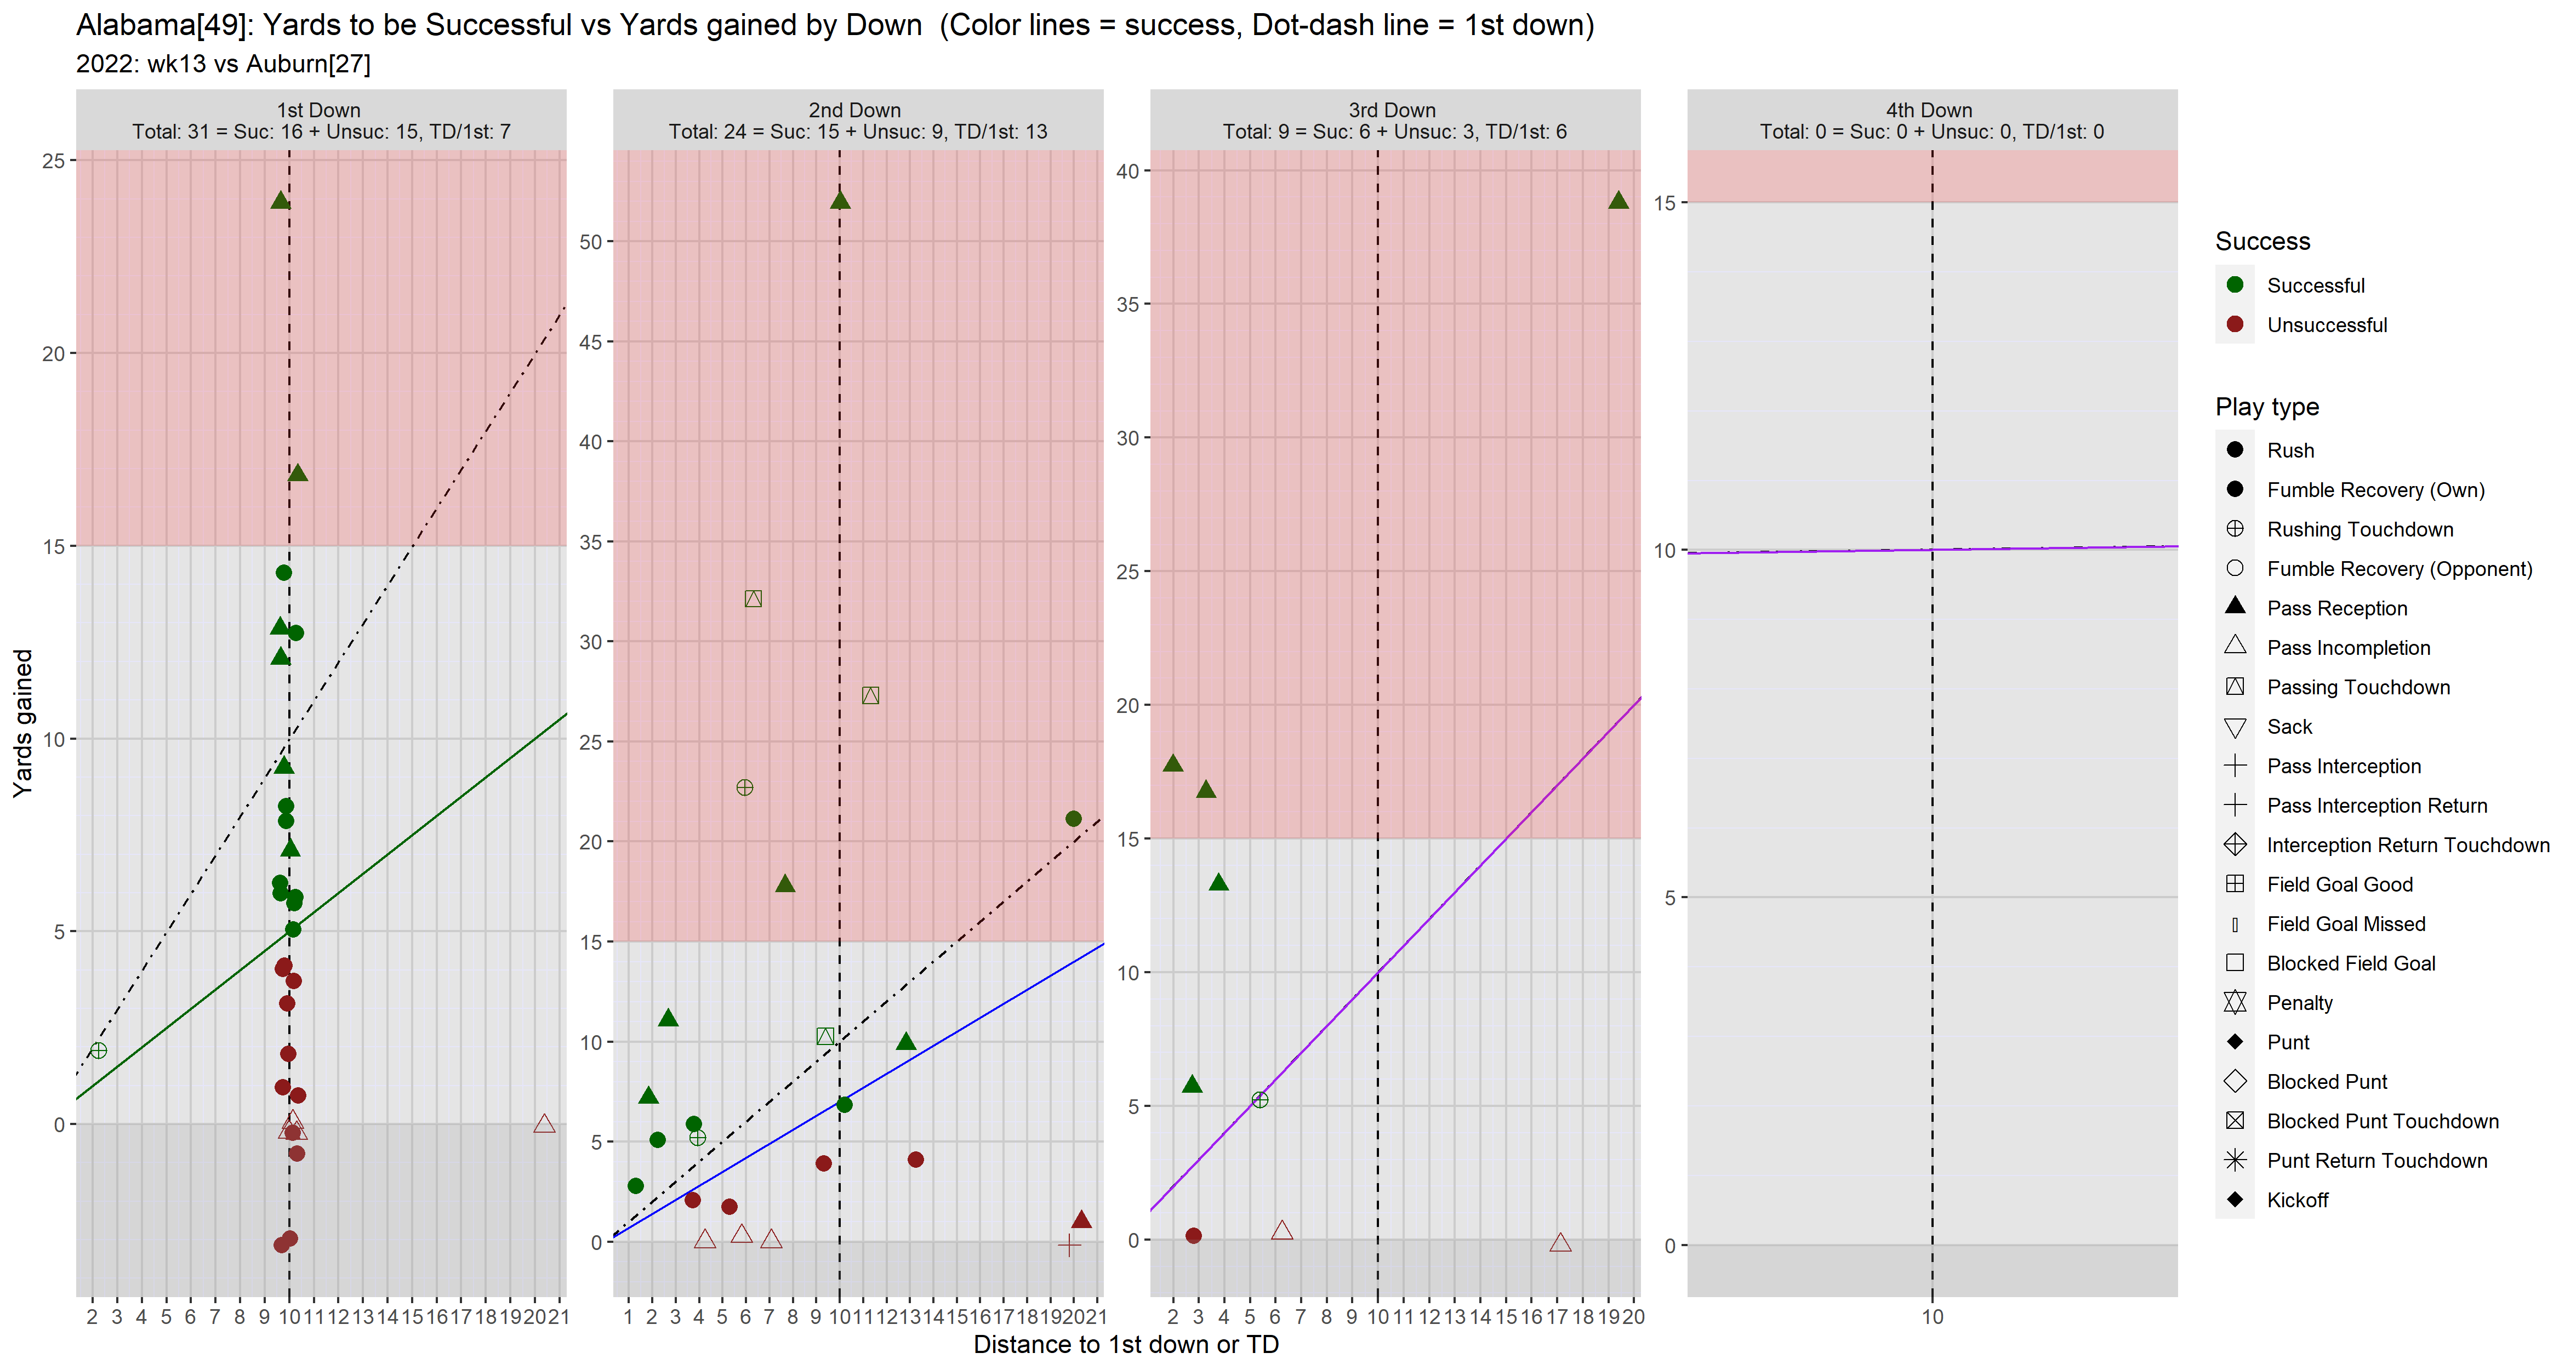 Alabama[49]: Yards to be Successful vs Yards gained by Down  (Color lines = success, Dot-dash line = 1st down)
2022: wk13 vs Auburn[27]
1st Down
Total: 31 = Suc: 16 + Unsuc: 15, TD/1st: 7
2nd Down
Total: 24 = Suc: 15 + Unsuc: 9, TD/1st: 13
3rd Down
Total: 9 = Suc: 6 + Unsuc: 3, TD/1st: 6
4th Down
Total: 0 = Suc: 0 + Unsuc: 0, TD/1st: 0
Yards gained
25
20
15
10
5
0
2 3 4 5 6 7 8 9 10 11 12 13 14 15 16 17 18 19 20 21
50
45
40
35
30
25
20
15
10
5
0
1 2 3 4 5 6 7 8 9 10 11 12 13 14 15 16 17 18 19 20 21
40
35
30
25
20
15
10
5
0
2 3 4 5 6 7 8 9 10 11 12 13 14 15 16 17 18 19 20
15
10
5
0
10
Distance to 1st down or TD
Success
Successful
Unsuccessful
Play type
Rush
Fumble Recovery (Own)
Rushing Touchdown
Fumble Recovery (Opponent)
Pass Reception
Pass Incompletion
Passing Touchdown
Sack
Pass Interception
Pass Interception Return
Interception Return Touchdown
Field Goal Good
Field Goal Missed
Blocked Field Goal
Penalty
Punt
Blocked Punt
Blocked Punt Touchdown
Punt Return Touchdown
Kickoff